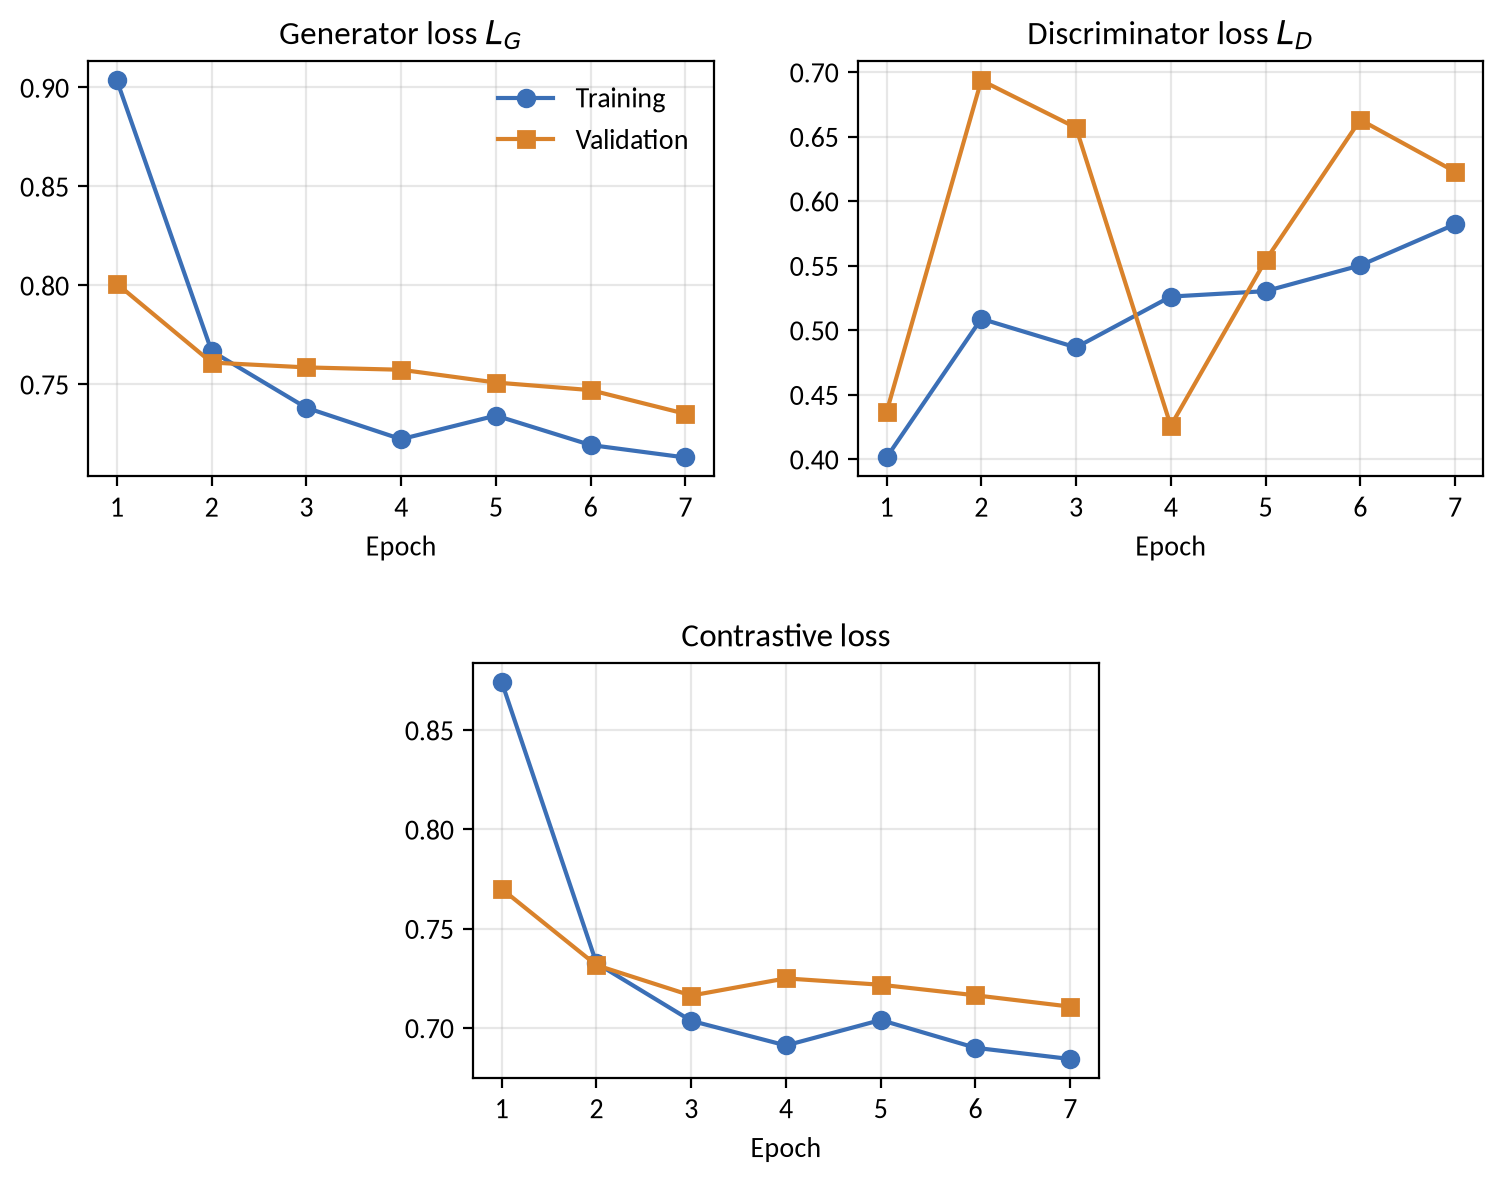 Generator loss L_G
0.90
0.85
0.80
0.75
Training
Validation
1 2 3 4 5 6 7
Epoch
Discriminator loss L_D
0.70
0.65
0.60
0.55
0.50
0.45
0.40
1 2 3 4 5 6 7
Epoch
Contrastive loss
0.85
0.80
0.75
0.70
1 2 3 4 5 6 7
Epoch